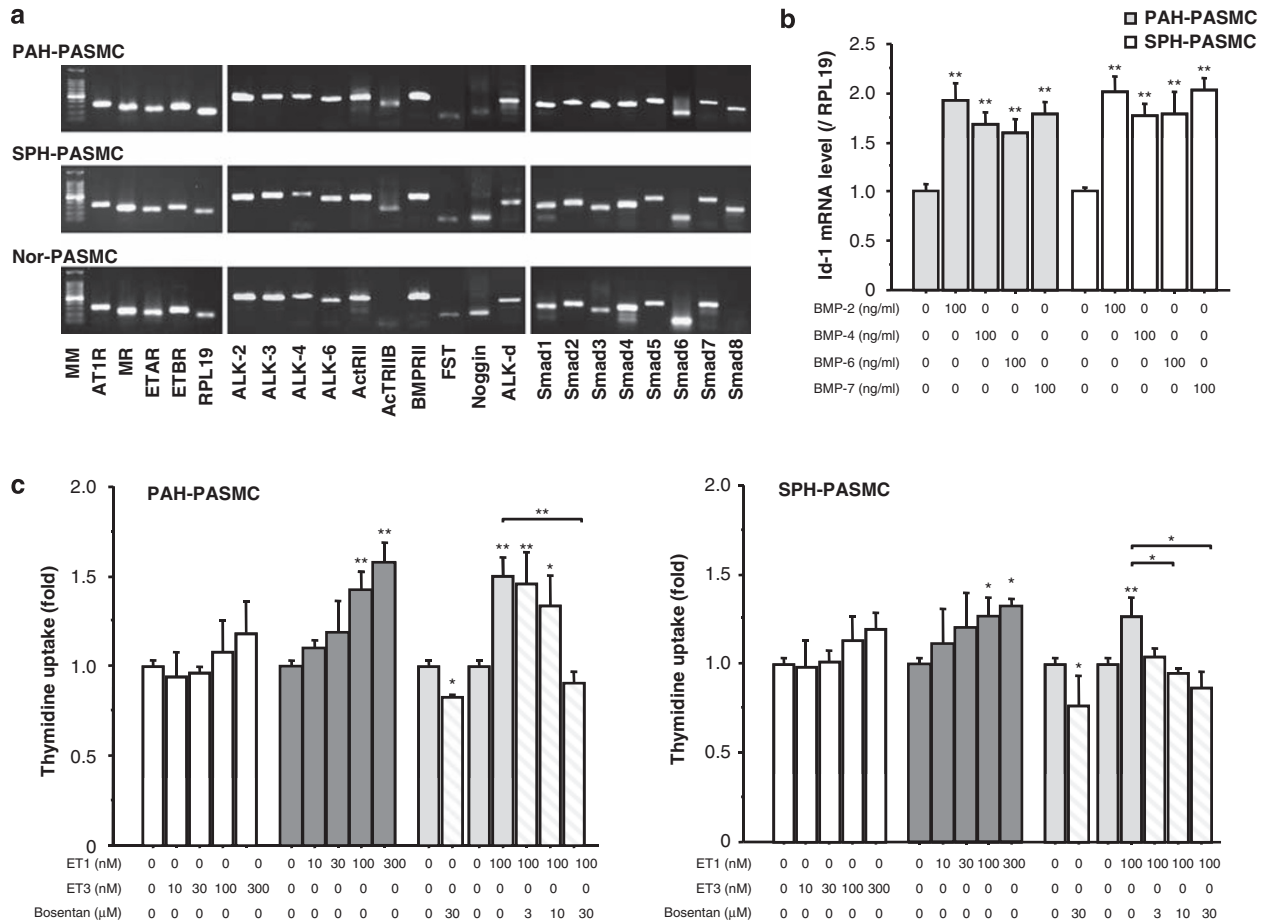 a
PAH-PASMC
SPH-PASMC
Nor-PASMC
MM AT1R MR ETAR ETBR RPL19 ALK-2 ALK-3 ALK-4 ALK-6 ActRII AcTRIIB BMPRII FST Noggin ALK-d Smad1 Smad2 Smad3 Smad4 Smad5 Smad6 Smad7 Smad8
b
PAH-PASMC
SPH-PASMC
Id-1 mRNA level (/ RPL19)
2.5
2.0
1.5
1.0
0.5
0
** ** ** ** ** ** ** **
BMP-2 (ng/ml) 0 100 0 0 0 0 100 0 0 0
BMP-4 (ng/ml) 0 0 100 0 0 0 0 100 0 0
BMP-6 (ng/ml) 0 0 0 100 0 0 0 0 100 0
BMP-7 (ng/ml) 0 0 0 0 100 0 0 0 0 100
c
PAH-PASMC
Thymidine uptake (fold)
2.0
1.5
1.0
0.5
0
** ** * ** ** * **
ET1 (nM) 0 0 0 0 0 0 10 30 100 300 0 0 0 100 100 100 100
ET3 (nM) 0 10 30 100 300 0 0 0 0 0 0 0 0 0 0 0 0
Bosentan (μM) 0 0 0 0 0 0 0 0 0 0 0 30 0 0 3 10 30
SPH-PASMC
Thymidine uptake (fold)
2.0
1.5
1.0
0.5
0
* * * ** * *
ET1 (nM) 0 0 0 0 0 0 10 30 100 300 0 0 0 100 100 100 100
ET3 (nM) 0 10 30 100 300 0 0 0 0 0 0 0 0 0 0 0 0
Bosentan (μM) 0 0 0 0 0 0 0 0 0 0 0 30 0 0 3 10 30